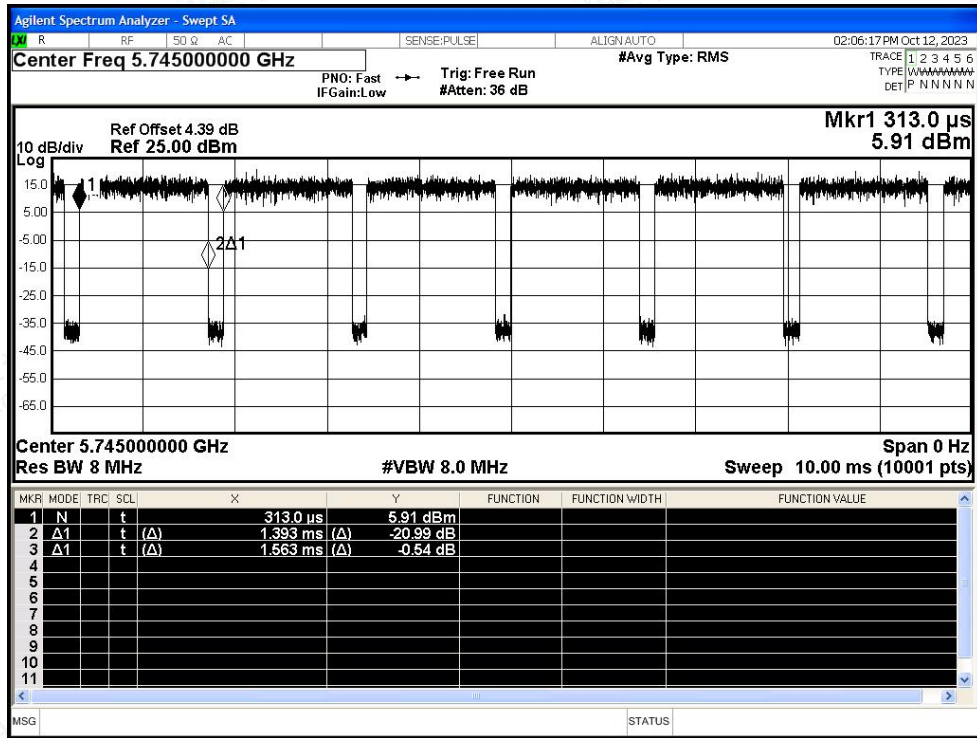 Agilent Spectrum Analyzer - Swept SA
LXI R RF 50 Ω AC SENSE:PULSE ALIGN AUTO 02:06:17 PM Oct 12, 2023
Center Freq 5.745000000 GHz #Avg Type: RMS TRACE 1 2 3 4 5 6
PNO: Fast Trig: Free Run TYPE
IFGain:Low #Atten: 36 dB DET P N N N N N
Mkr1 313.0 µs
Ref Offset 4.39 dB
10 dB/div Ref 25.00 dBm 5.91 dBm
Log
15.0 1
5.00
-5.00 2Δ1
-15.0
-25.0
-35.0
-45.0
-55.0
-65.0
Center 5.745000000 GHz Span 0 Hz
Res BW 8 MHz #VBW 8.0 MHz Sweep 10.00 ms (10001 pts)
MKR MODE TRC SCL X Y FUNCTION FUNCTION WIDTH FUNCTION VALUE
1 N t 313.0 µs 5.91 dBm
2 Δ1 t (Δ) 1.393 ms (Δ) -20.99 dB
3 Δ1 t (Δ) 1.563 ms (Δ) -0.54 dB
4
5
6
7
8
9
10
11
MSG STATUS